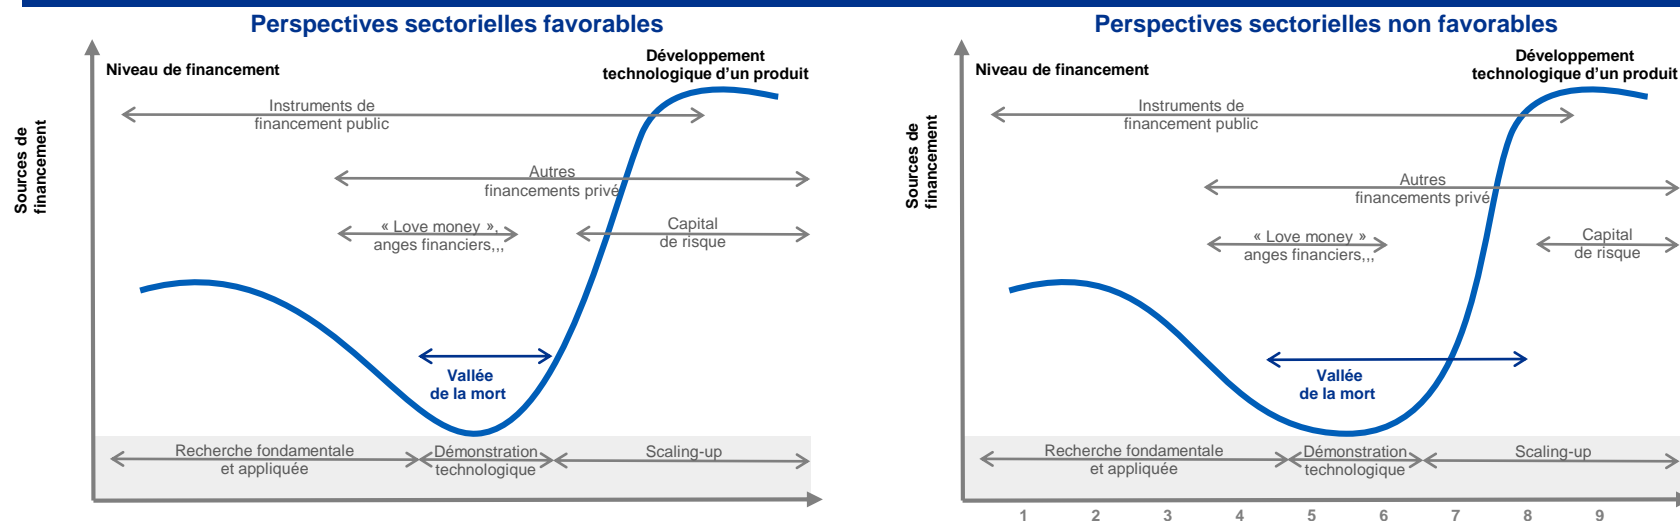 Perspectives sectorielles favorables
Niveau de financement
Développement
technologique d'un produit
Sources de
financement
Instruments de
financement public
Autres
financements privé
« Love money »,
anges financiers,,,
Capital
de risque
Vallée
de la mort
Recherche fondamentale
et appliquée
Démonstration
technologique
Scaling-up
Perspectives sectorielles non favorables
Niveau de financement
Développement
technologique d'un produit
Sources de
financement
Instruments de
financement public
Autres
financements privé
« Love money »
anges financiers,,,
Capital
de risque
Vallée
de la mort
Recherche fondamentale
et appliquée
Démonstration
technologique
Scaling-up
1 2 3 4 5 6 7 8 9